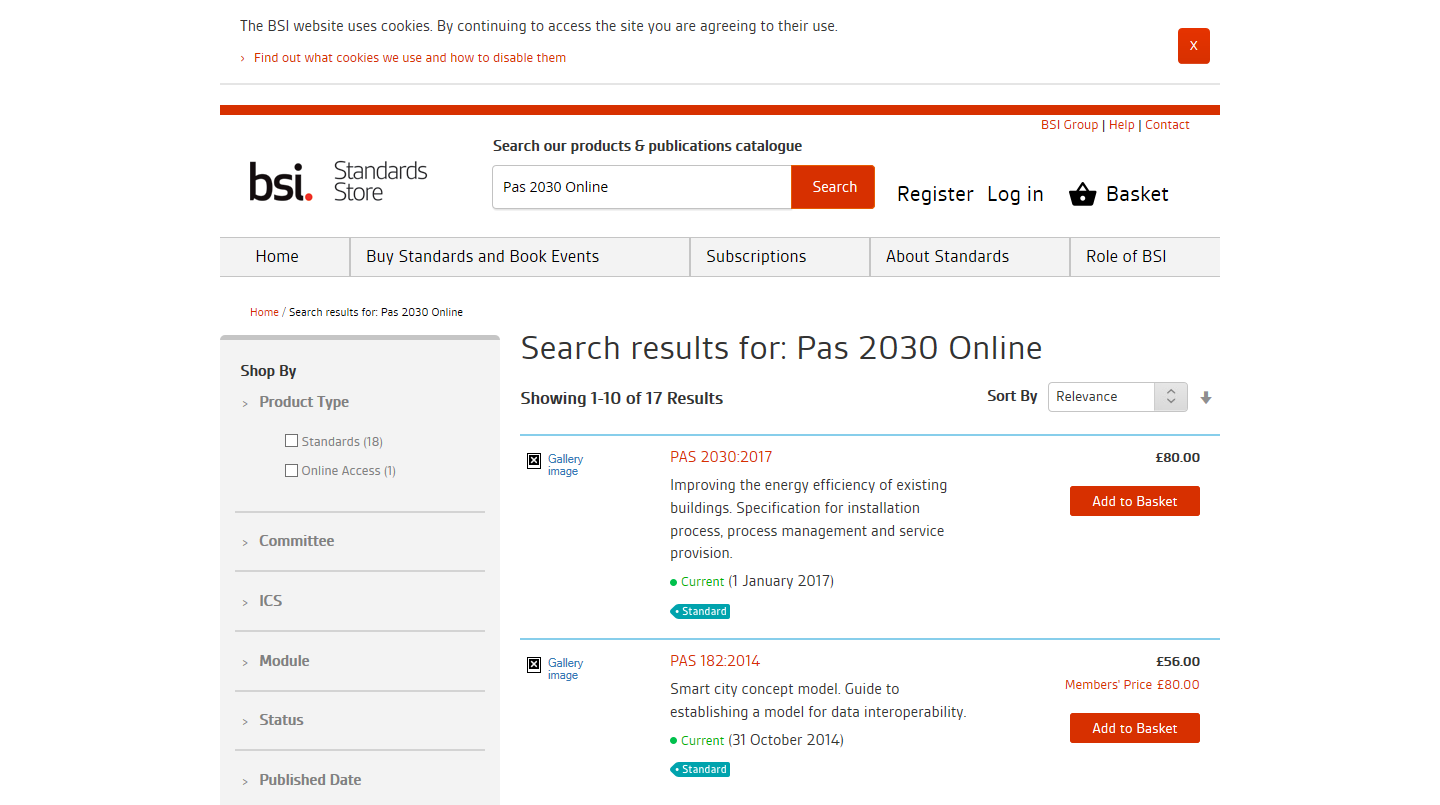 The BSI website uses cookies. By continuing to access the site you are agreeing to their use.
› Find out what cookies we use and how to disable them
X
BSI Group | Help | Contact
bsi. Standards Store
Search our products & publications catalogue
Pas 2030 Online
Search
Register Log in Basket
Home
Buy Standards and Book Events
Subscriptions
About Standards
Role of BSI
Home / Search results for: Pas 2030 Online
Shop By
› Product Type
Standards (18)
Online Access (1)
› Committee
› ICS
› Module
› Status
› Published Date
Search results for: Pas 2030 Online
Showing 1-10 of 17 Results
Sort By
Relevance
Gallery
image
PAS 2030:2017
£80.00
Improving the energy efficiency of existing
buildings. Specification for installation
process, process management and service
provision.
Add to Basket
Current (1 January 2017)
Standard
Gallery
image
PAS 182:2014
£56.00
Members' Price £80.00
Smart city concept model. Guide to
establishing a model for data interoperability.
Add to Basket
Current (31 October 2014)
Standard